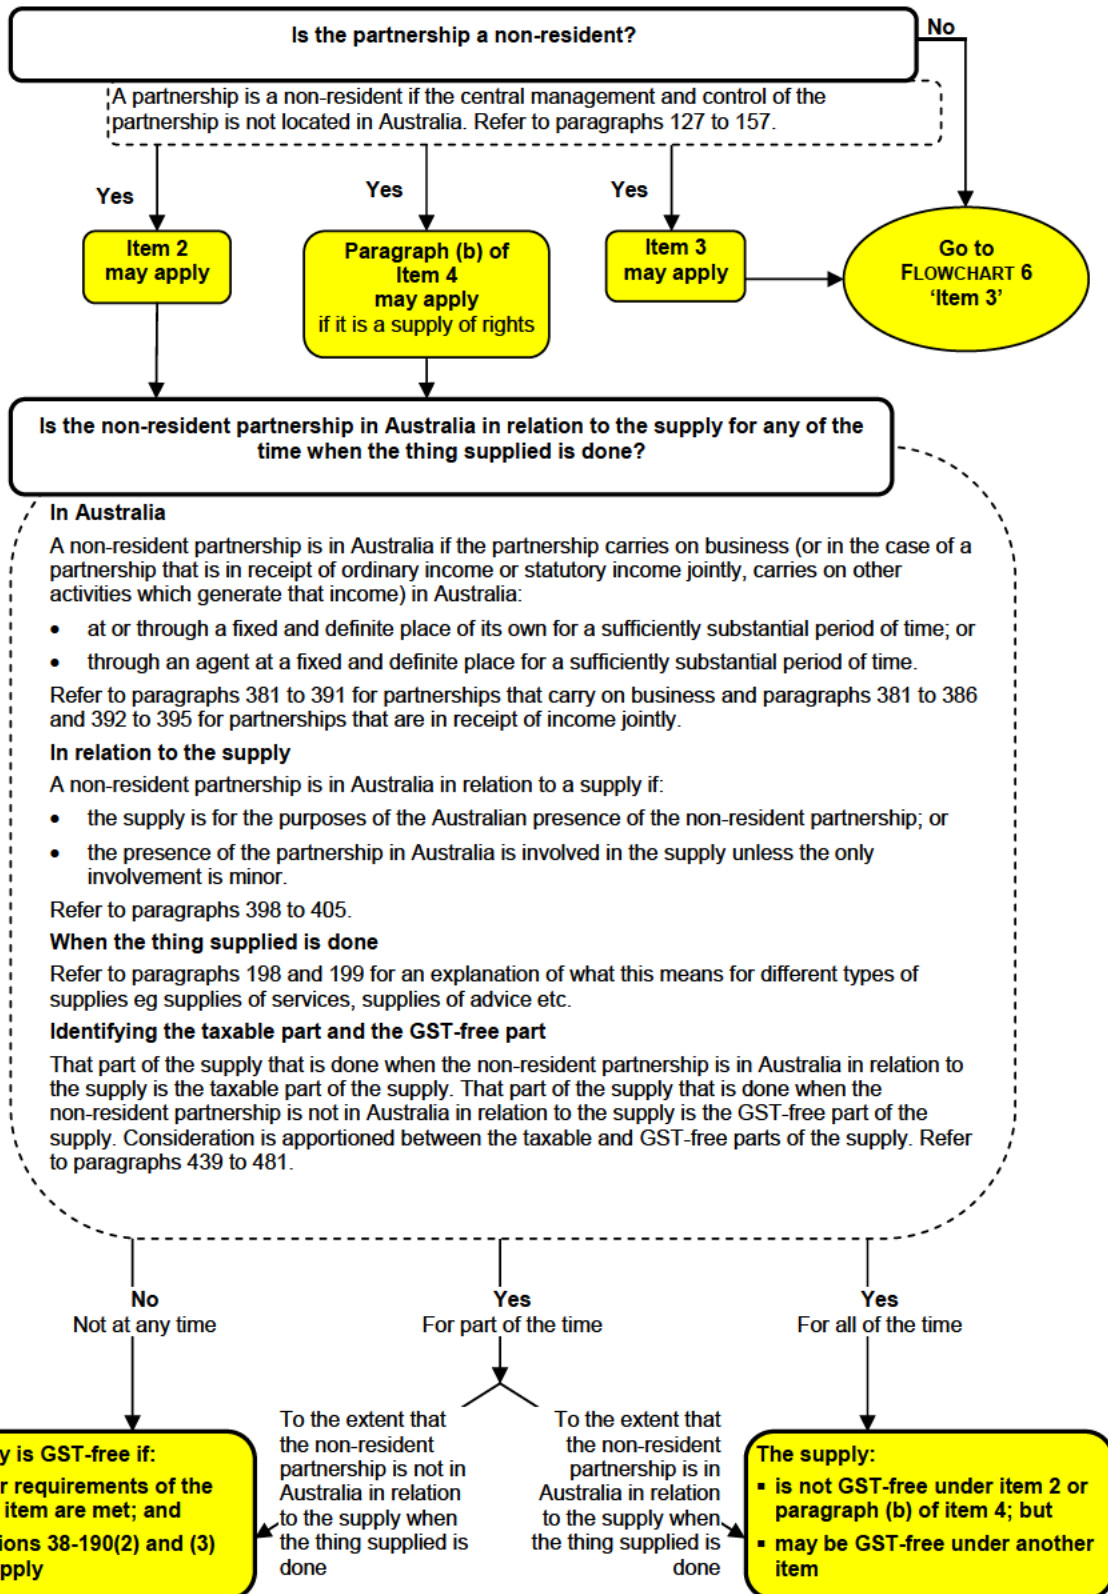 Is the partnership a non-resident?
No
A partnership is a non-resident if the central management and control of the
partnership is not located in Australia. Refer to paragraphs 127 to 157.
Yes
Yes
Yes
Item 2
may apply
Paragraph (b) of
Item 4
may apply
if it is a supply of rights
Item 3
may apply
Go to
FLOWCHART 6
‘Item 3’
Is the non-resident partnership in Australia in relation to the supply for any of the
time when the thing supplied is done?
In Australia
A non-resident partnership is in Australia if the partnership carries on business (or in the case of a
partnership that is in receipt of ordinary income or statutory income jointly, carries on other
activities which generate that income) in Australia:
• at or through a fixed and definite place of its own for a sufficiently substantial period of time; or
• through an agent at a fixed and definite place for a sufficiently substantial period of time.
Refer to paragraphs 381 to 391 for partnerships that carry on business and paragraphs 381 to 386
and 392 to 395 for partnerships that are in receipt of income jointly.
In relation to the supply
A non-resident partnership is in Australia in relation to a supply if:
• the supply is for the purposes of the Australian presence of the non-resident partnership; or
• the presence of the partnership in Australia is involved in the supply unless the only
involvement is minor.
Refer to paragraphs 398 to 405.
When the thing supplied is done
Refer to paragraphs 198 and 199 for an explanation of what this means for different types of
supplies eg supplies of services, supplies of advice etc.
Identifying the taxable part and the GST-free part
That part of the supply that is done when the non-resident partnership is in Australia in relation to
the supply is the taxable part of the supply. That part of the supply that is done when the
non-resident partnership is not in Australia in relation to the supply is the GST-free part of the
supply. Consideration is apportioned between the taxable and GST-free parts of the supply. Refer
to paragraphs 439 to 481.
No
Not at any time
Yes
For part of the time
Yes
For all of the time
y is GST-free if:
r requirements of the
item are met; and
ions 38-190(2) and (3)
pply
To the extent that
the non-resident
partnership is not in
Australia in relation
to the supply when
the thing supplied is
done
To the extent that
the non-resident
partnership is in
Australia in relation
to the supply when
the thing supplied is
done
The supply:
▪ is not GST-free under item 2 or
paragraph (b) of item 4; but
▪ may be GST-free under another
item